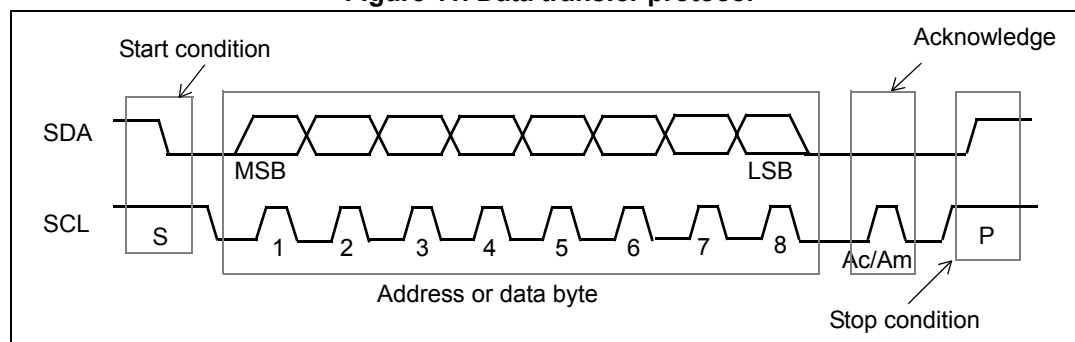 Figure Data transfer protocol
Start condition
Acknowledge
SDA
MSB
LSB
SCL
S
1
2
3
4
5
6
7
8
Ac/Am
P
Address or data byte
Stop condition